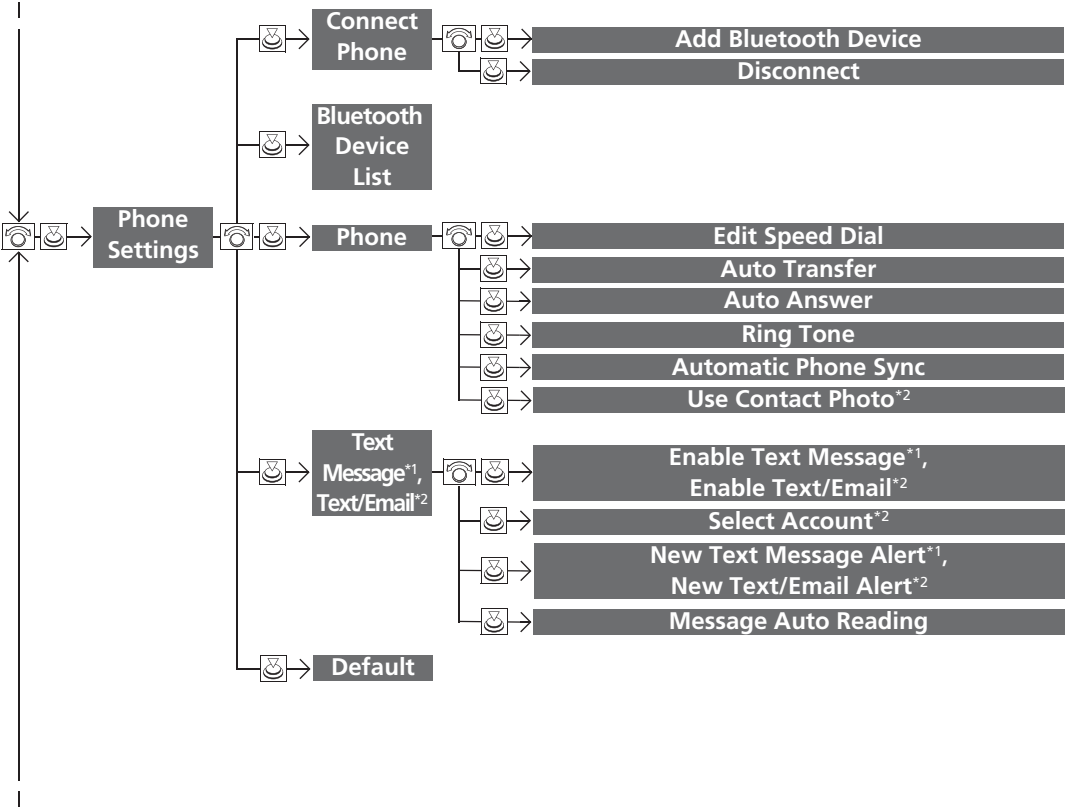 Connect
Phone
Add Bluetooth Device
Disconnect
Bluetooth
Device
List
Phone
Settings
Phone
Edit Speed Dial
Auto Transfer
Auto Answer
Ring Tone
Automatic Phone Sync
Use Contact Photo*2
Text
Message*1,
Text/Email*2
Enable Text Message*1,
Enable Text/Email*2
Select Account*2
New Text Message Alert*1,
New Text/Email Alert*2
Message Auto Reading
Default